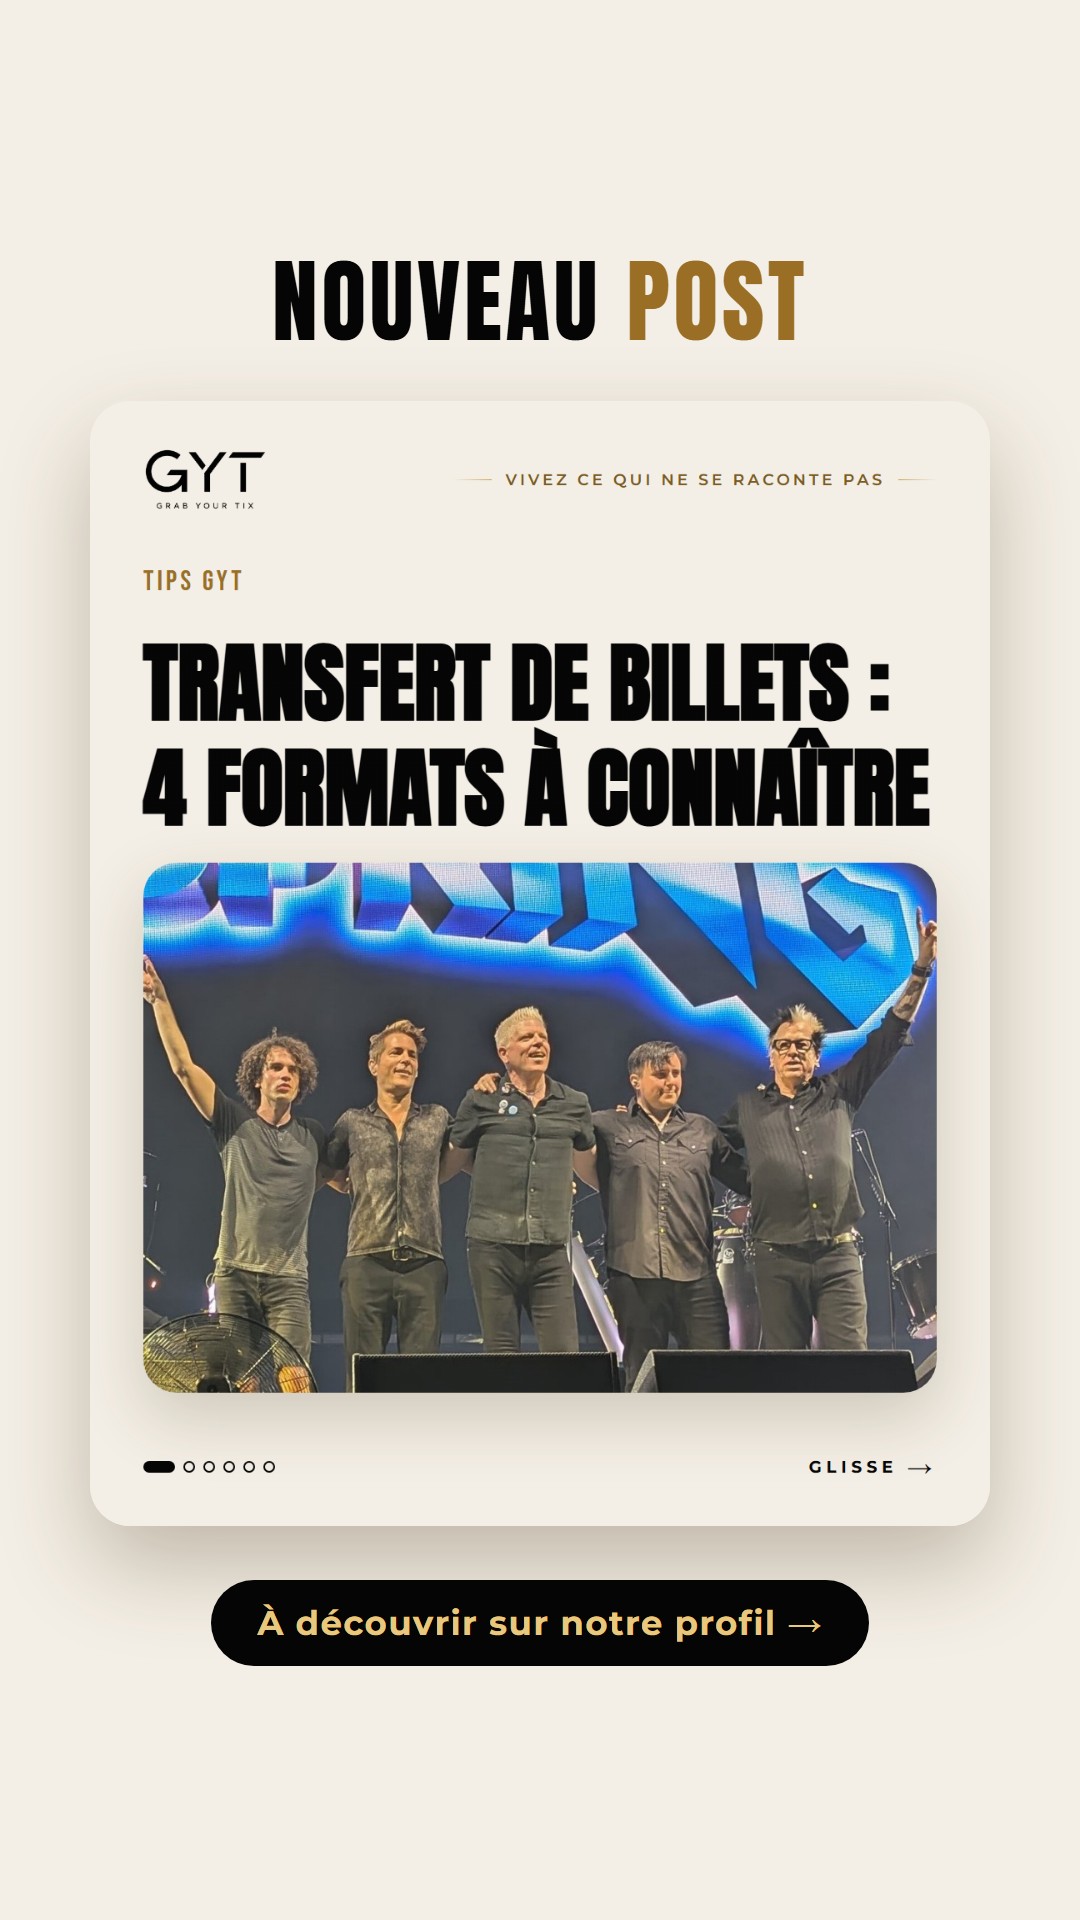 NOUVEAU POST
GYT
GRAB YOUR TIX
VIVEZ CE QUI NE SE RACONTE PAS
TIPS GYT
TRANSFERT DE BILLETS :
4 FORMATS À CONNAÎTRE
SPRING
GLISSE →
À découvrir sur notre profil →